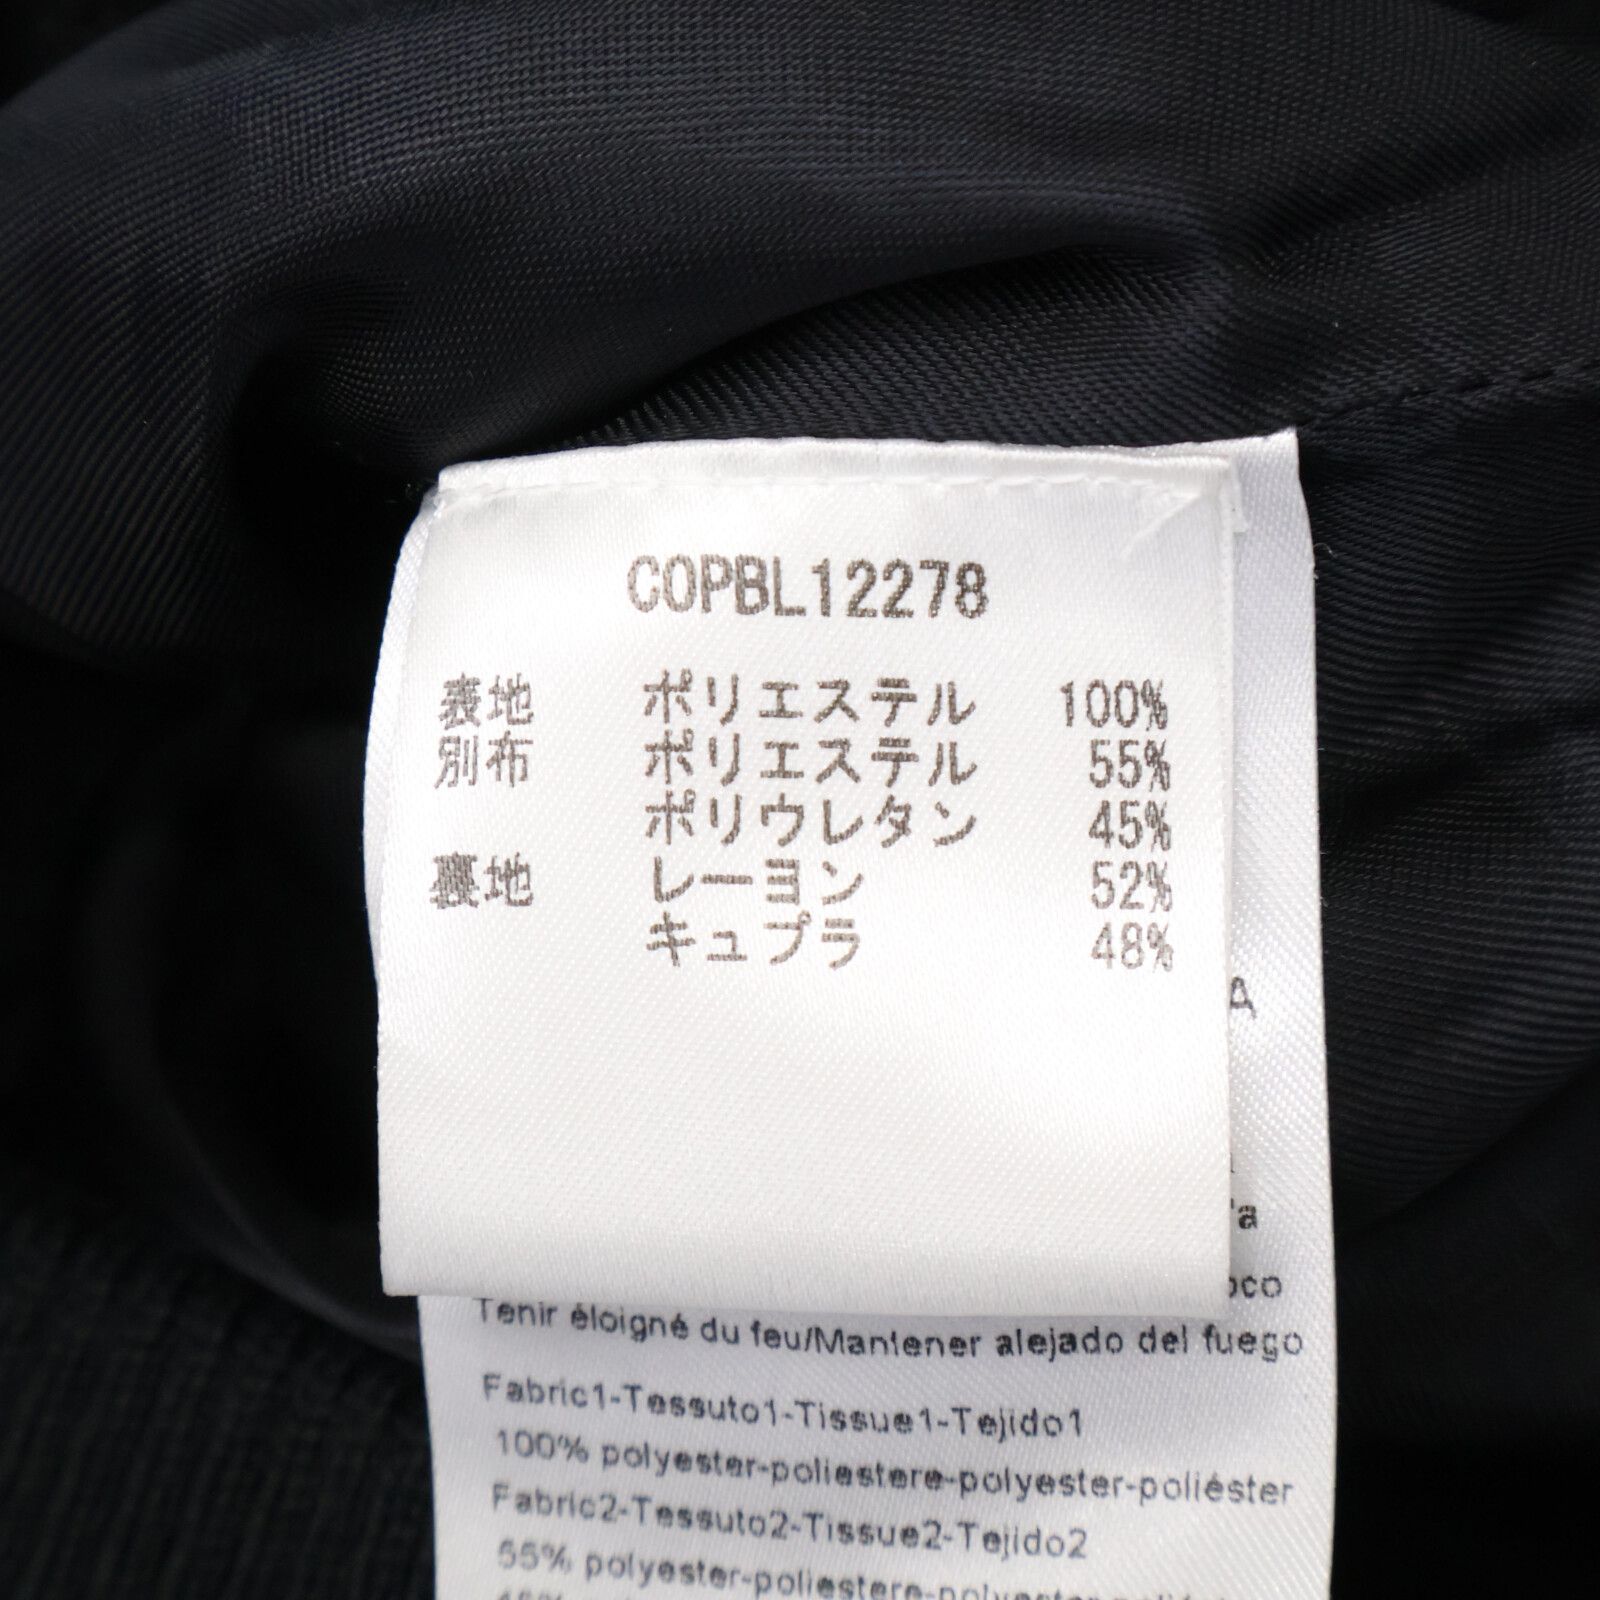 COPBL12278
表地 ポリエステル 100%
別布 ポリエステル 55%
ポリウレタン 45%
裏地 レーヨン 52%
キュプラ 48%
Tenir éloigné du feu/Mantener alejado del fuego
Fabric1-Tessuto1-Tissue1-Tejido1
100% polyester-poliestere-polyester-poliéster
Fabric2-Tessuto2-Tissue2-Tejido2
55% polyester-poliestere-polyester